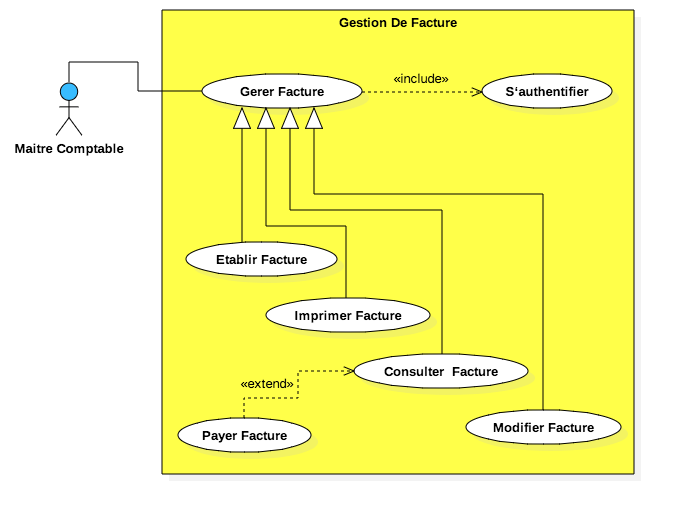 Gestion De Facture
«include»
Gerer Facture
S‘authentifier
Maitre Comptable
Etablir Facture
Imprimer Facture
Consulter  Facture
«extend»
Payer Facture
Modifier Facture